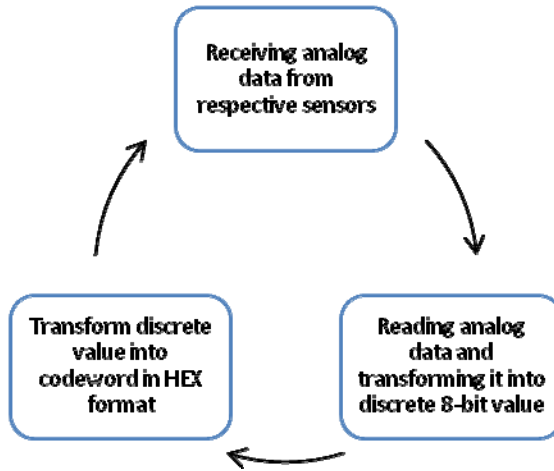 Receiving analog
data from
respective sensors
Reading analog
data and
transforming it into
discrete 8-bit value
Transform discrete
value into
codeword in HEX
format